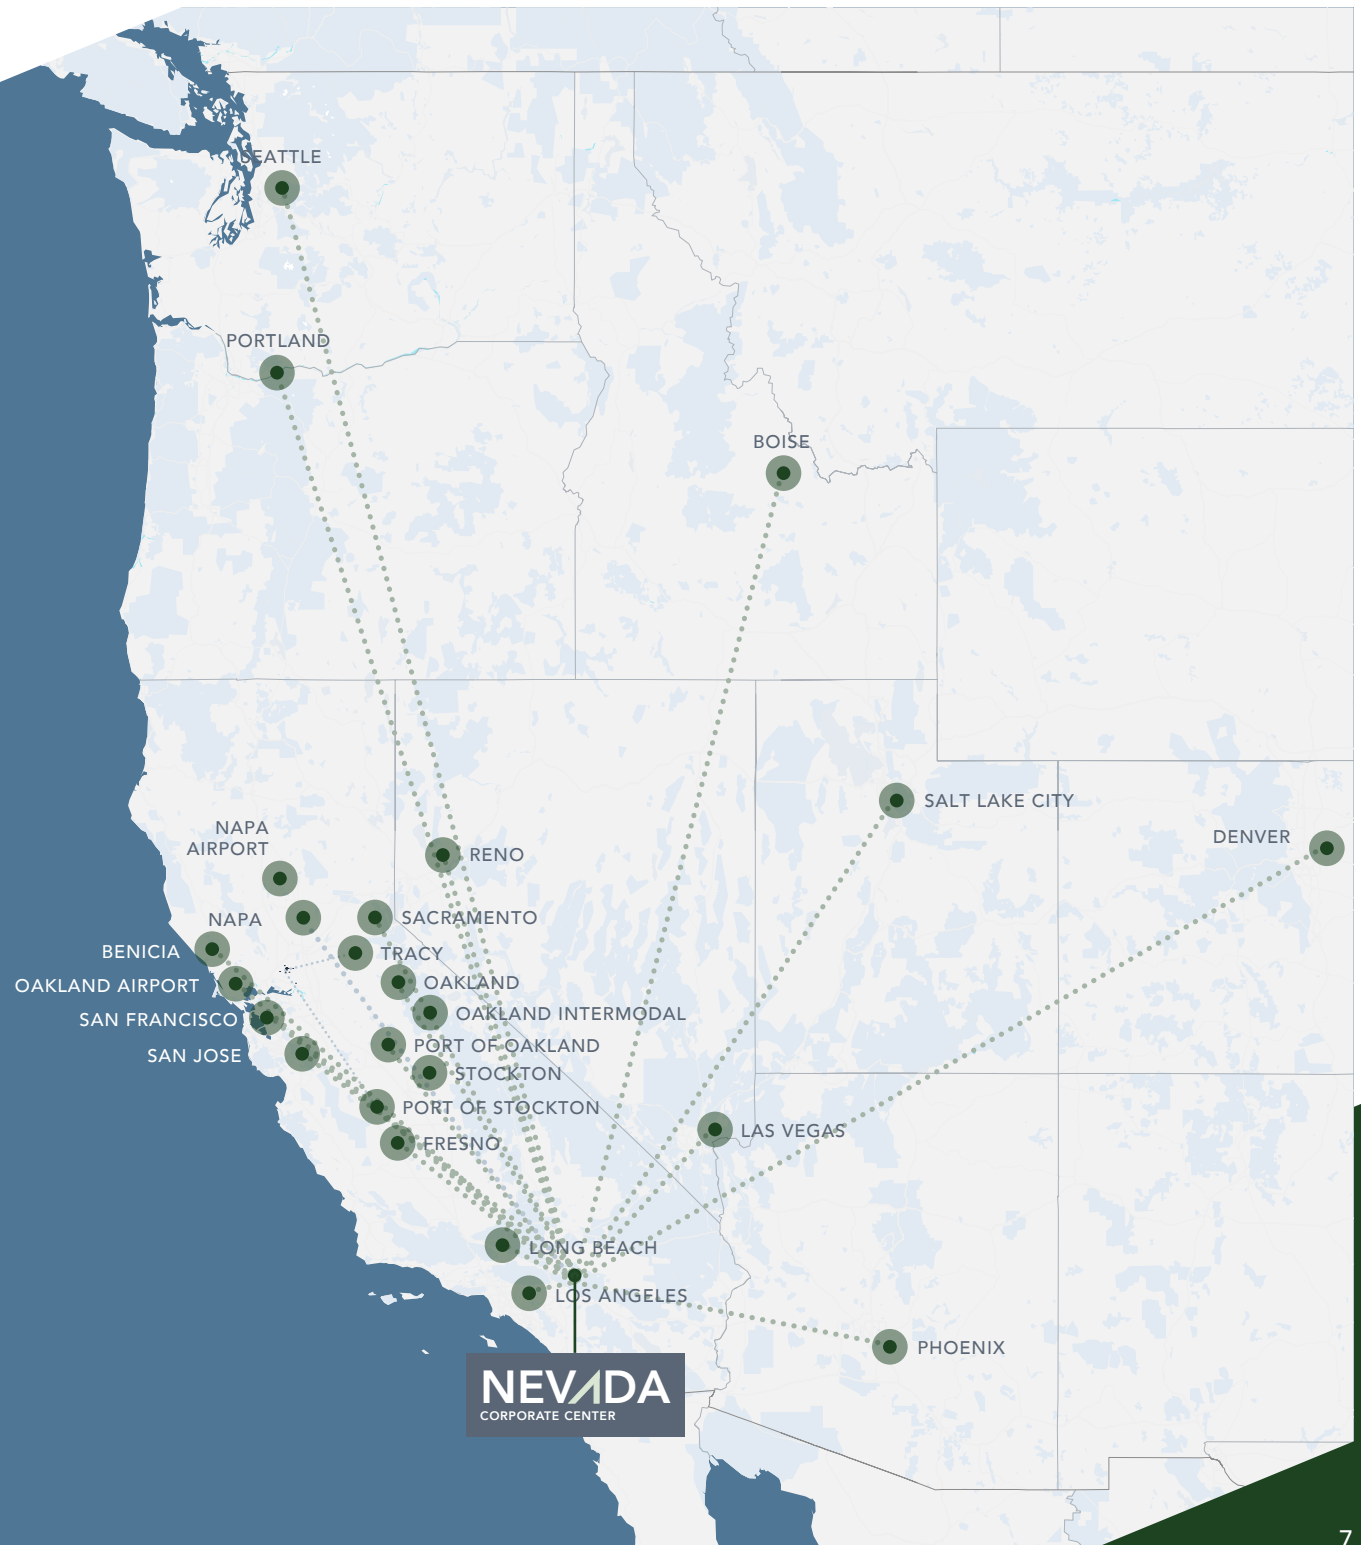 SEATTLE
PORTLAND
BOISE
SALT LAKE CITY
DENVER
NAPA
AIRPORT
RENO
NAPA
SACRAMENTO
BENICIA
TRACY
OAKLAND AIRPORT
OAKLAND
SAN FRANCISCO
OAKLAND INTERMODAL
SAN JOSE
PORT OF OAKLAND
STOCKTON
PORT OF STOCKTON
LAS VEGAS
FRESNO
LONG BEACH
LOS ANGELES
PHOENIX
NEVADA
CORPORATE CENTER
7